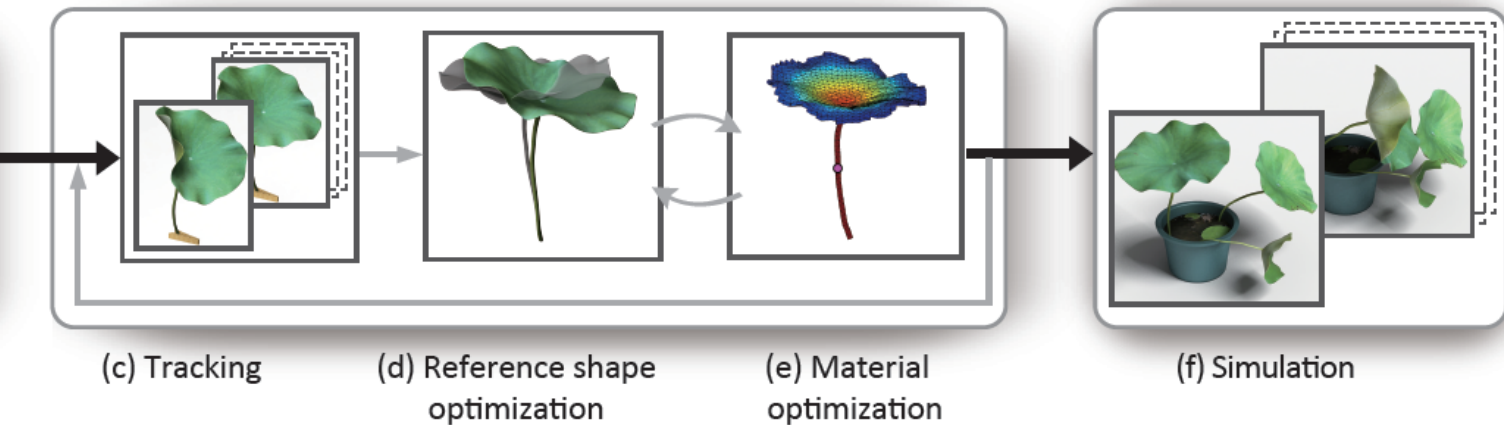 (c) Tracking
(d) Reference shape
optimization
(e) Material
optimization
(f) Simulation